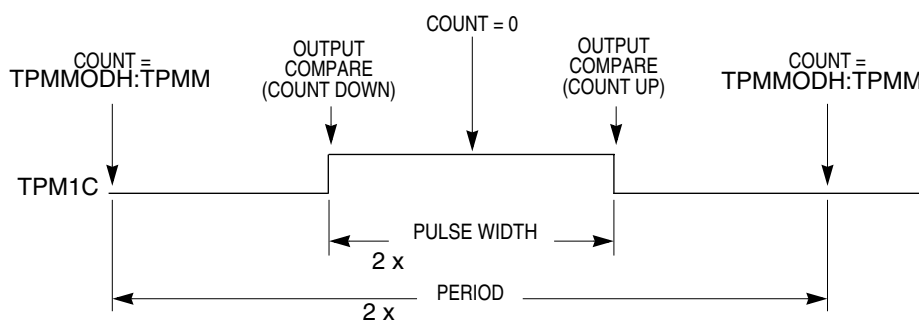 COUNT = 0
COUNT =
TPMMODH:TPMM
OUTPUT
COMPARE
(COUNT DOWN)
OUTPUT
COMPARE
(COUNT UP)
COUNT =
TPMMODH:TPMM
TPM1C
PULSE WIDTH
2 x
PERIOD
2 x